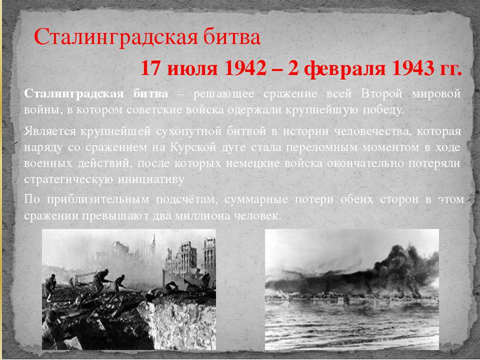 Сталинградская битва
17 июля 1942 – 2 февраля 1943 гг.
Сталинградская битва – решающее сражение всей Второй мировой
войны, в котором советские войска одержали крупнейшую победу.
Является крупнейшей сухопутной битвой в истории человечества, которая
наряду со сражением на Курской дуге стала переломным моментом в ходе
военных действий, после которых немецкие войска окончательно потеряли
стратегическую инициативу
По приблизительным подсчётам, суммарные потери обеих сторон в этом
сражении превышают два миллиона человек.